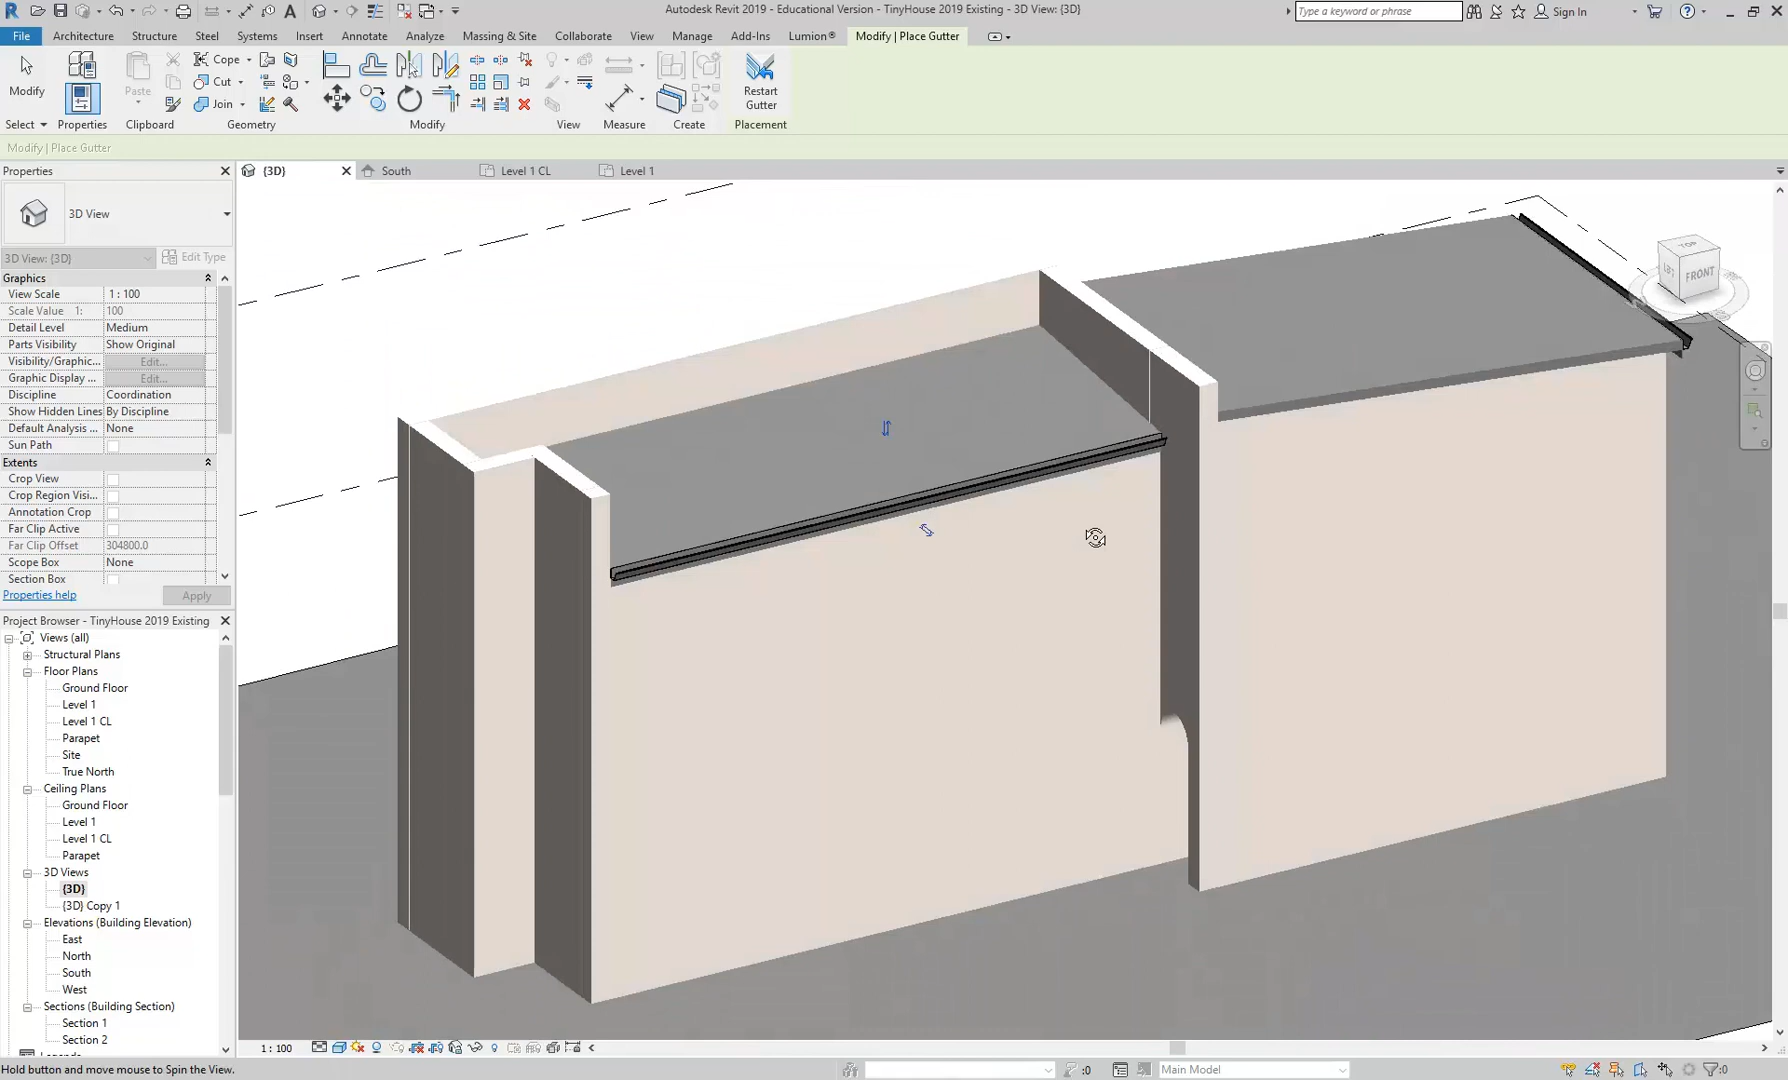 Autodesk Revit 2019 - Educational Version - TinyHouse 2019 Existing - 3D View: {3D}
Type a keyword or phrase
Sign In
File Architecture Structure Steel Systems Insert Annotate Analyze Massing & Site Collaborate View Manage Add-Ins Lumion® Modify | Place Gutter
Modify
Paste
Cope
Cut
Join
Restart
Gutter
Select Properties Clipboard Geometry Modify View Measure Create Placement
Modify | Place Gutter
Properties
{3D} South Level 1 CL Level 1
3D View
3D View: {3D} Edit Type
Graphics
View Scale 1 : 100
Scale Value 1: 100
Detail Level Medium
Parts Visibility Show Original
Visibility/Graphic... Edit...
Graphic Display ... Edit...
Discipline Coordination
Show Hidden Lines By Discipline
Default Analysis ... None
Sun Path
Extents
Crop View
Crop Region Visi...
Annotation Crop
Far Clip Active
Far Clip Offset 304800.0
Scope Box None
Section Box
Properties help Apply
Project Browser - TinyHouse 2019 Existing
Views (all)
Structural Plans
Floor Plans
Ground Floor
Level 1
Level 1 CL
Parapet
Site
True North
Ceiling Plans
Ground Floor
Level 1
Level 1 CL
Parapet
3D Views
{3D}
{3D} Copy 1
Elevations (Building Elevation)
East
North
South
West
Sections (Building Section)
Section 1
Section 2
TOP
FRONT
1 : 100
Hold button and move mouse to Spin the View.
:0
Main Model
:0